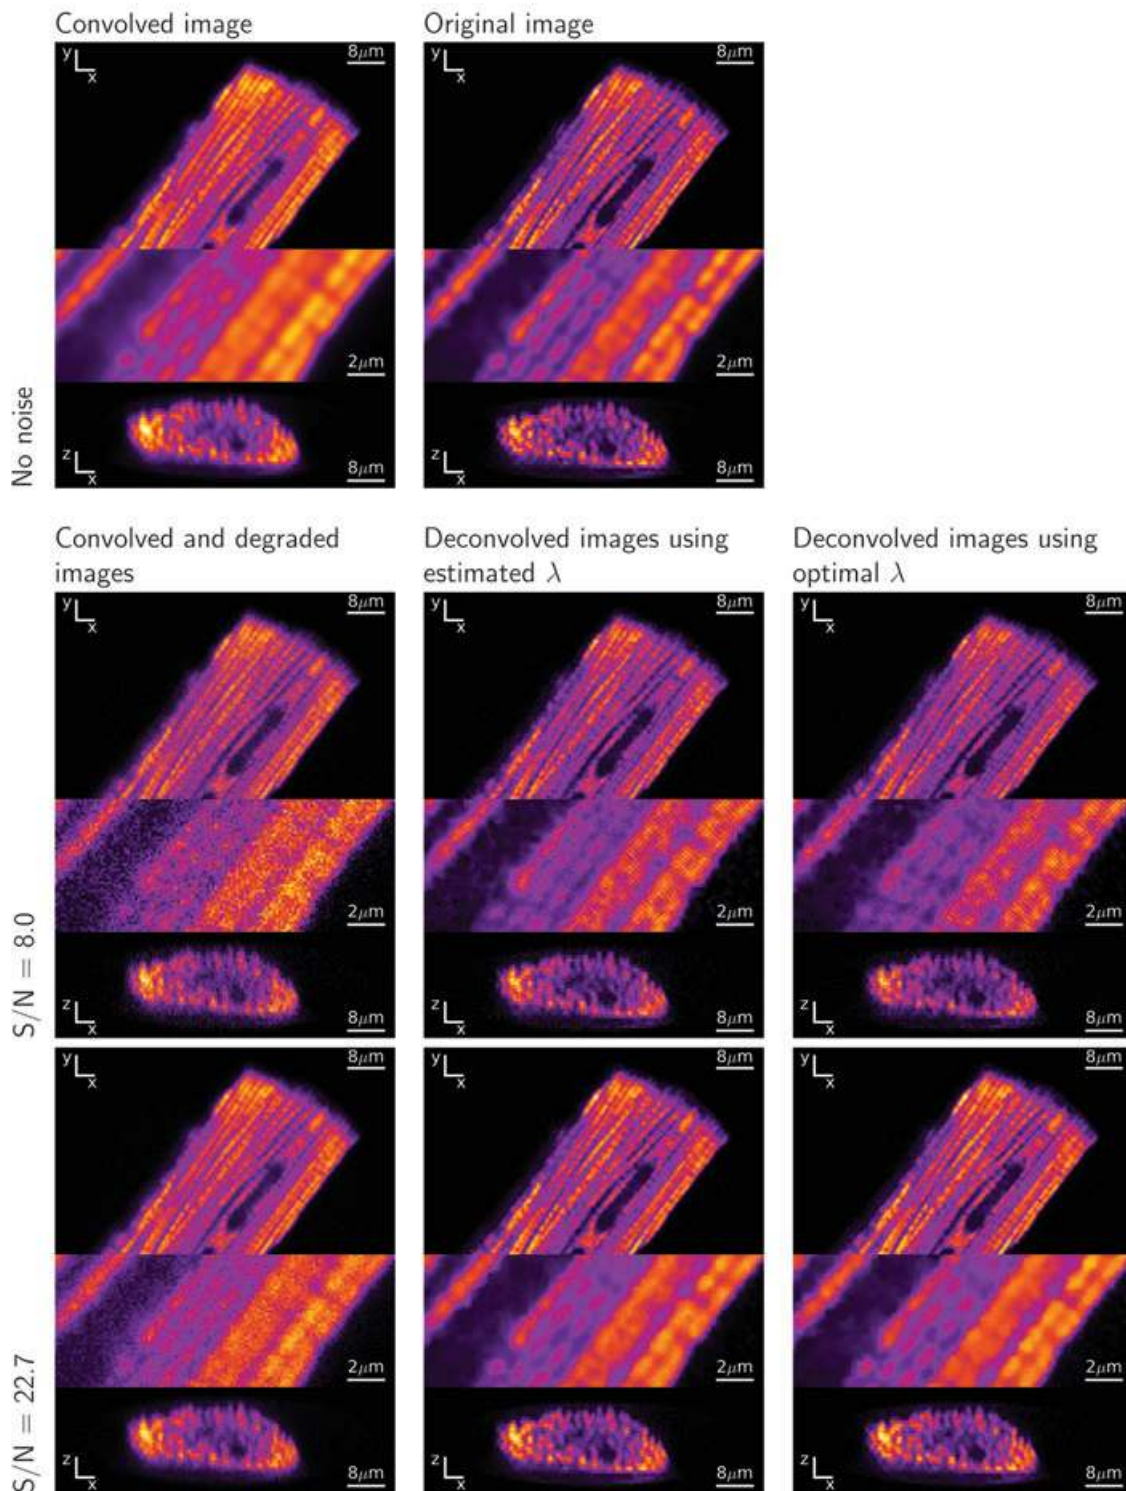 Convolved image
Original image
y
x
8μm
y
x
8μm
2μm
2μm
No noise
z
x
8μm
z
x
8μm
Convolved and degraded
images
Deconvolved images using
estimated λ
Deconvolved images using
optimal λ
y
x
8μm
y
x
8μm
y
x
8μm
2μm
2μm
2μm
S/N = 8.0
z
x
8μm
z
x
8μm
z
x
8μm
y
x
8μm
y
x
8μm
y
x
8μm
2μm
2μm
2μm
S/N = 22.7
z
x
8μm
z
x
8μm
z
x
8μm